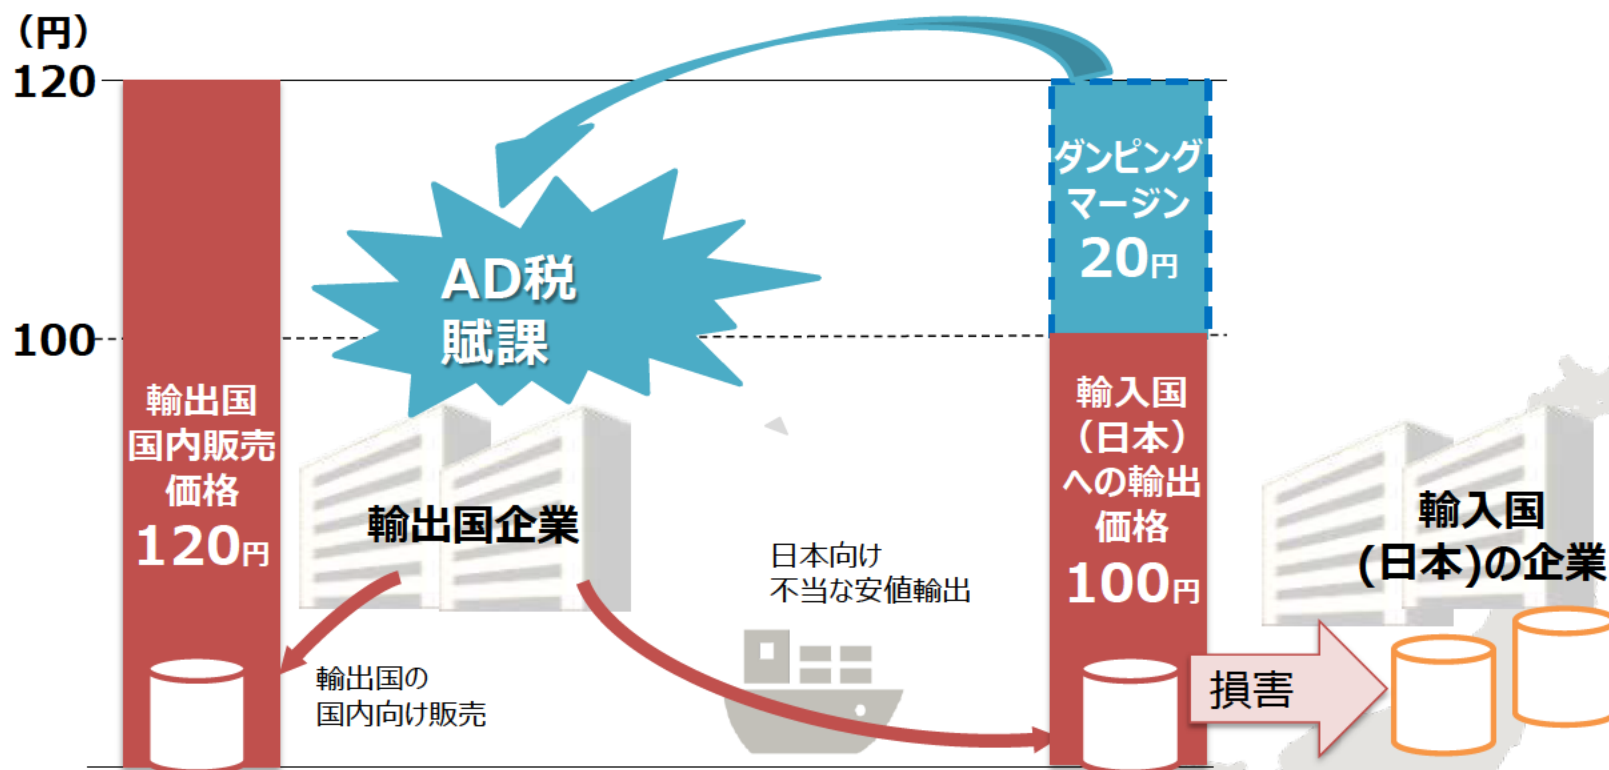 （円）
120
100
輸出国
国内販売
価格
120円
AD税
賦課
輸出国企業
輸出国の
国内向け販売
日本向け
不当な安値輸出
ダンピング
マージン
20円
輸入国
（日本）
への輸出
価格
100円
損害
輸入国
(日本)の企業